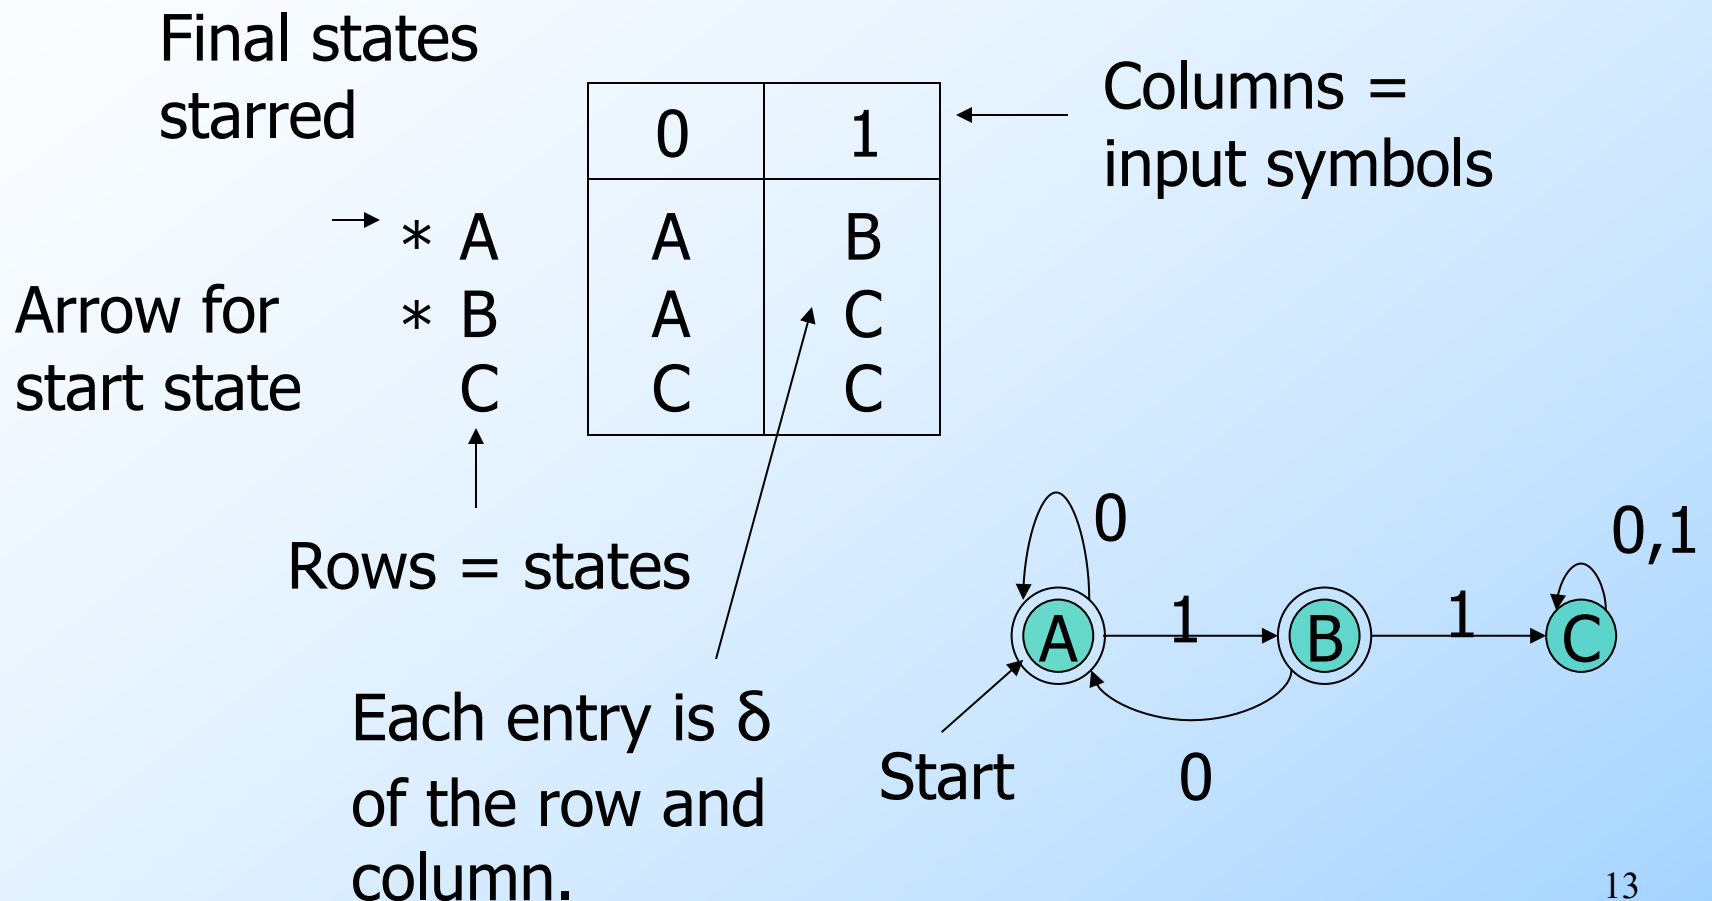 Final states
starred
Columns =
input symbols
0 1
* A A B
* B A C
C C C
Arrow for
start state
Rows = states
Each entry is δ
of the row and
column.
0
0,1
A 1 B 1 C
Start 0
13